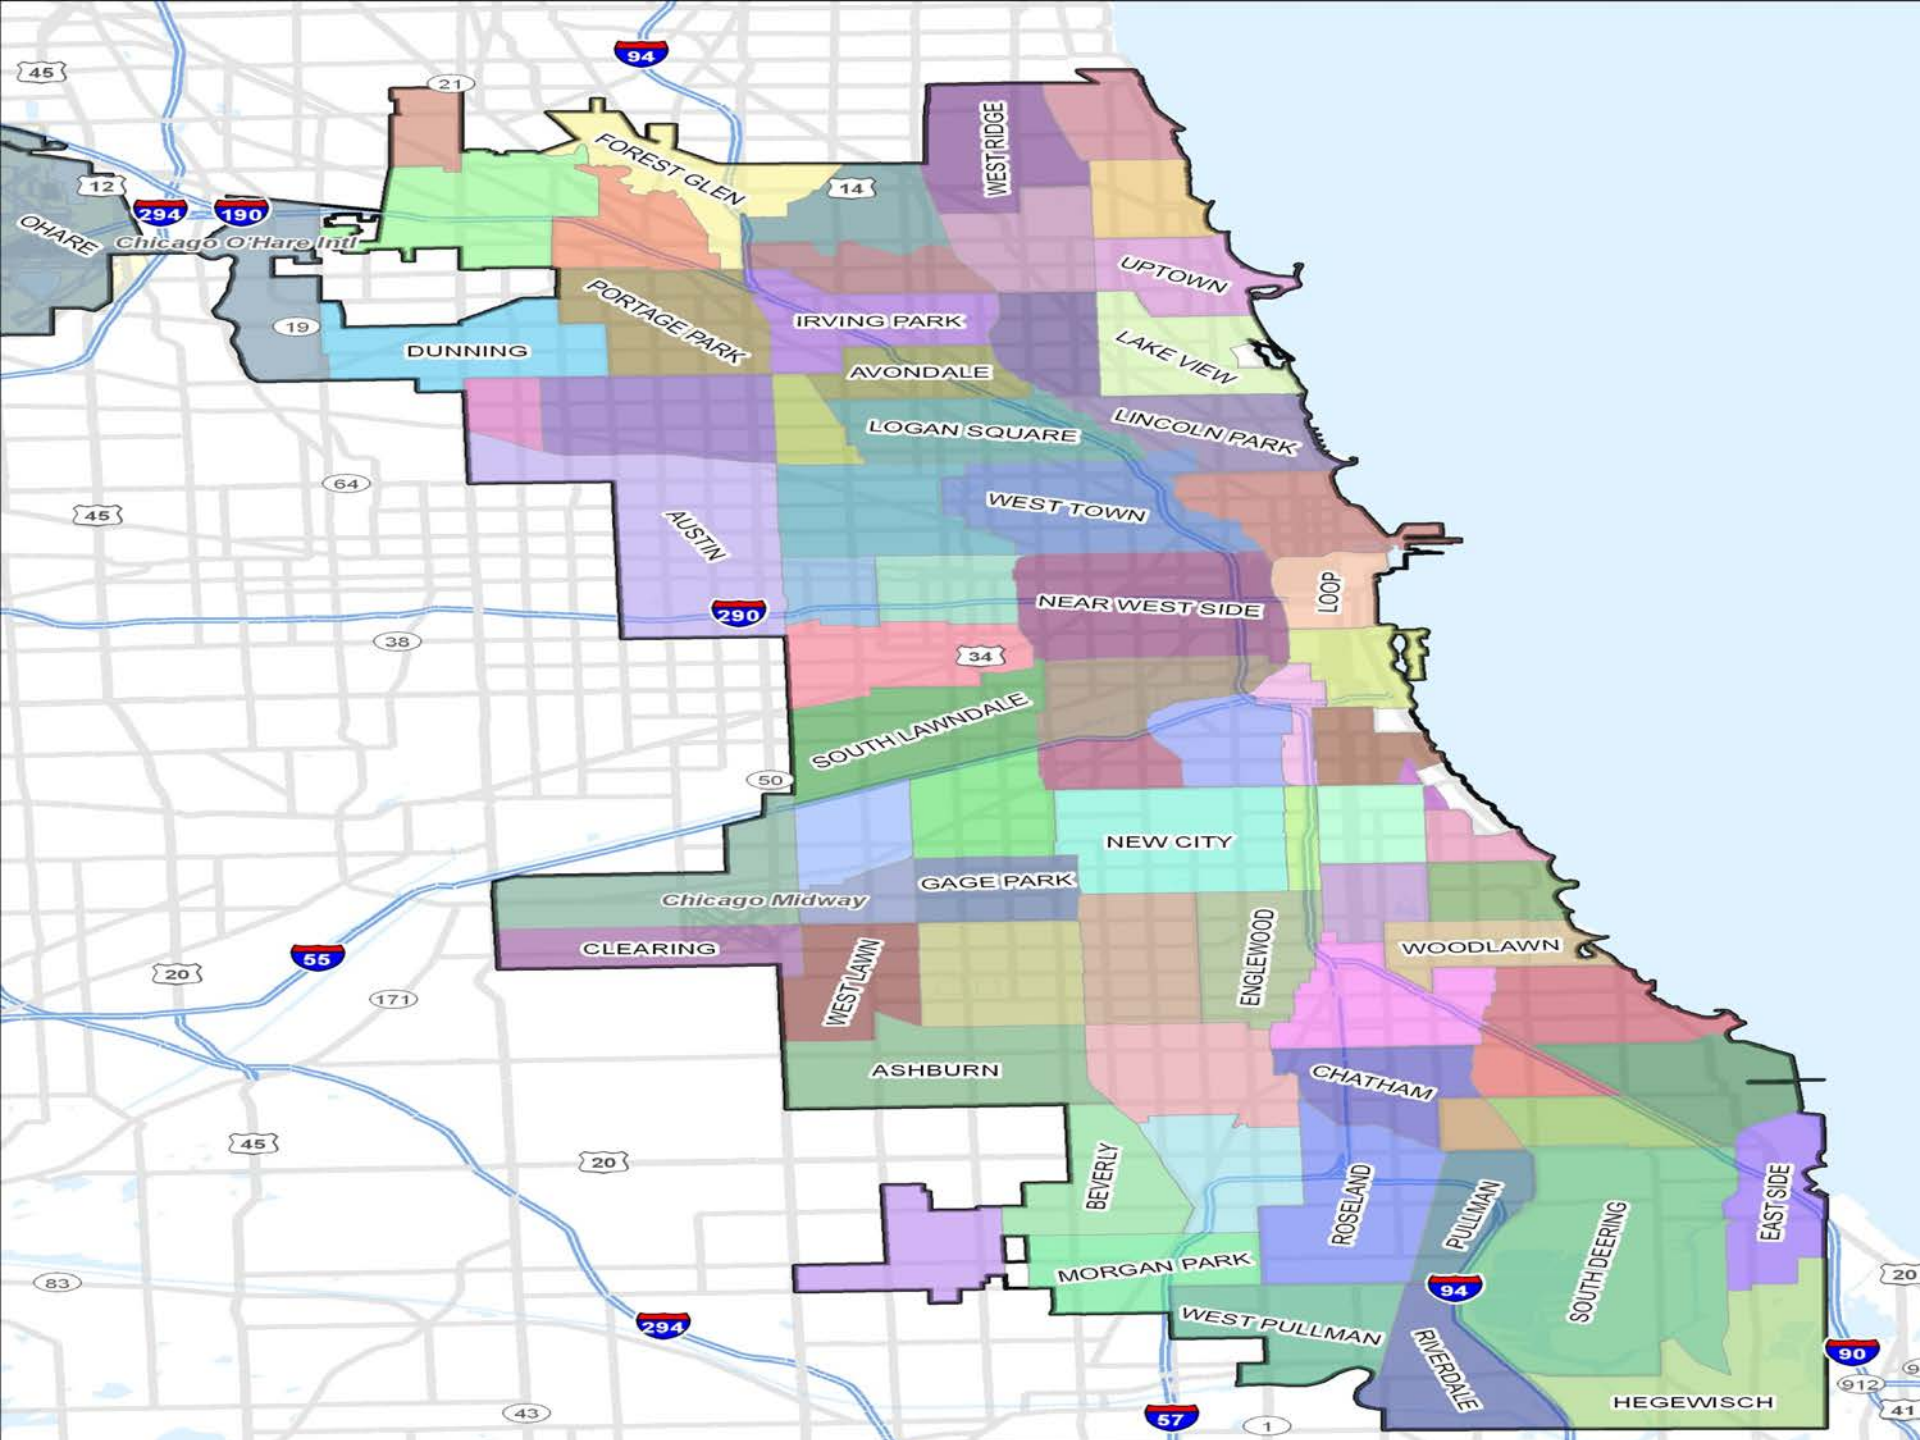 94
45
21
WEST RIDGE
FOREST GLEN
14
12
294
190
OHARE
Chicago O'Hare Intl
UPTOWN
PORTAGE PARK
19
IRVING PARK
DUNNING
LAKE VIEW
AVONDALE
LINCOLN PARK
LOGAN SQUARE
64
45
WEST TOWN
AUSTIN
LOOP
290
NEAR WEST SIDE
38
34
SOUTH LAWNDALE
50
NEW CITY
GAGE PARK
Chicago Midway
CLEARING
WEST LAWN
ENGLEWOOD
WOODLAWN
55
20
171
ASHBURN
CHATHAM
45
20
BEVERLY
ROSELAND
PULLMAN
EAST SIDE
SOUTH DEERING
MORGAN PARK
83
94
20
294
WEST PULLMAN
RIVERDALE
90
9
912
HEGEWISCH
41
43
57
1